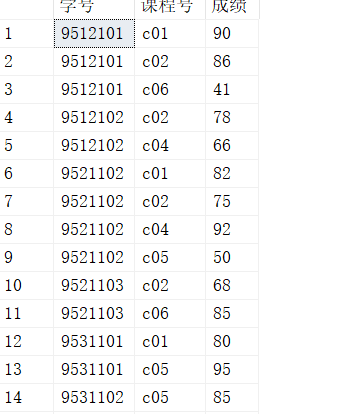 学号 课程号 成绩
1 9512101 c01 90
2 9512101 c02 86
3 9512101 c06 41
4 9512102 c02 78
5 9512102 c04 66
6 9521102 c01 82
7 9521102 c02 75
8 9521102 c04 92
9 9521102 c05 50
10 9521103 c02 68
11 9521103 c06 85
12 9531101 c01 80
13 9531101 c05 95
14 9531102 c05 85